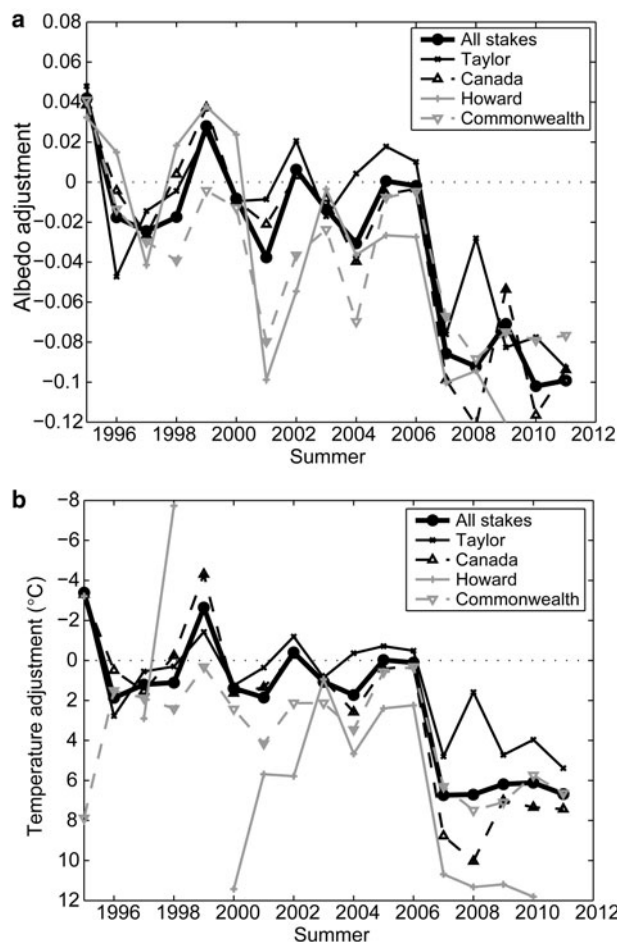 a
0.08
0.06
0.04
0.02
0
−0.02
−0.04
−0.06
−0.08
−0.1
−0.12
Albedo adjustment
All stakes
Taylor
Canada
Howard
Commonwealth
1996 1998 2000 2002 2004 2006 2008 2010 2012
Summer
b
−8
−6
−4
−2
0
2
4
6
8
10
12
Temperature adjustment (°C)
All stakes
Taylor
Canada
Howard
Commonwealth
1996 1998 2000 2002 2004 2006 2008 2010 2012
Summer